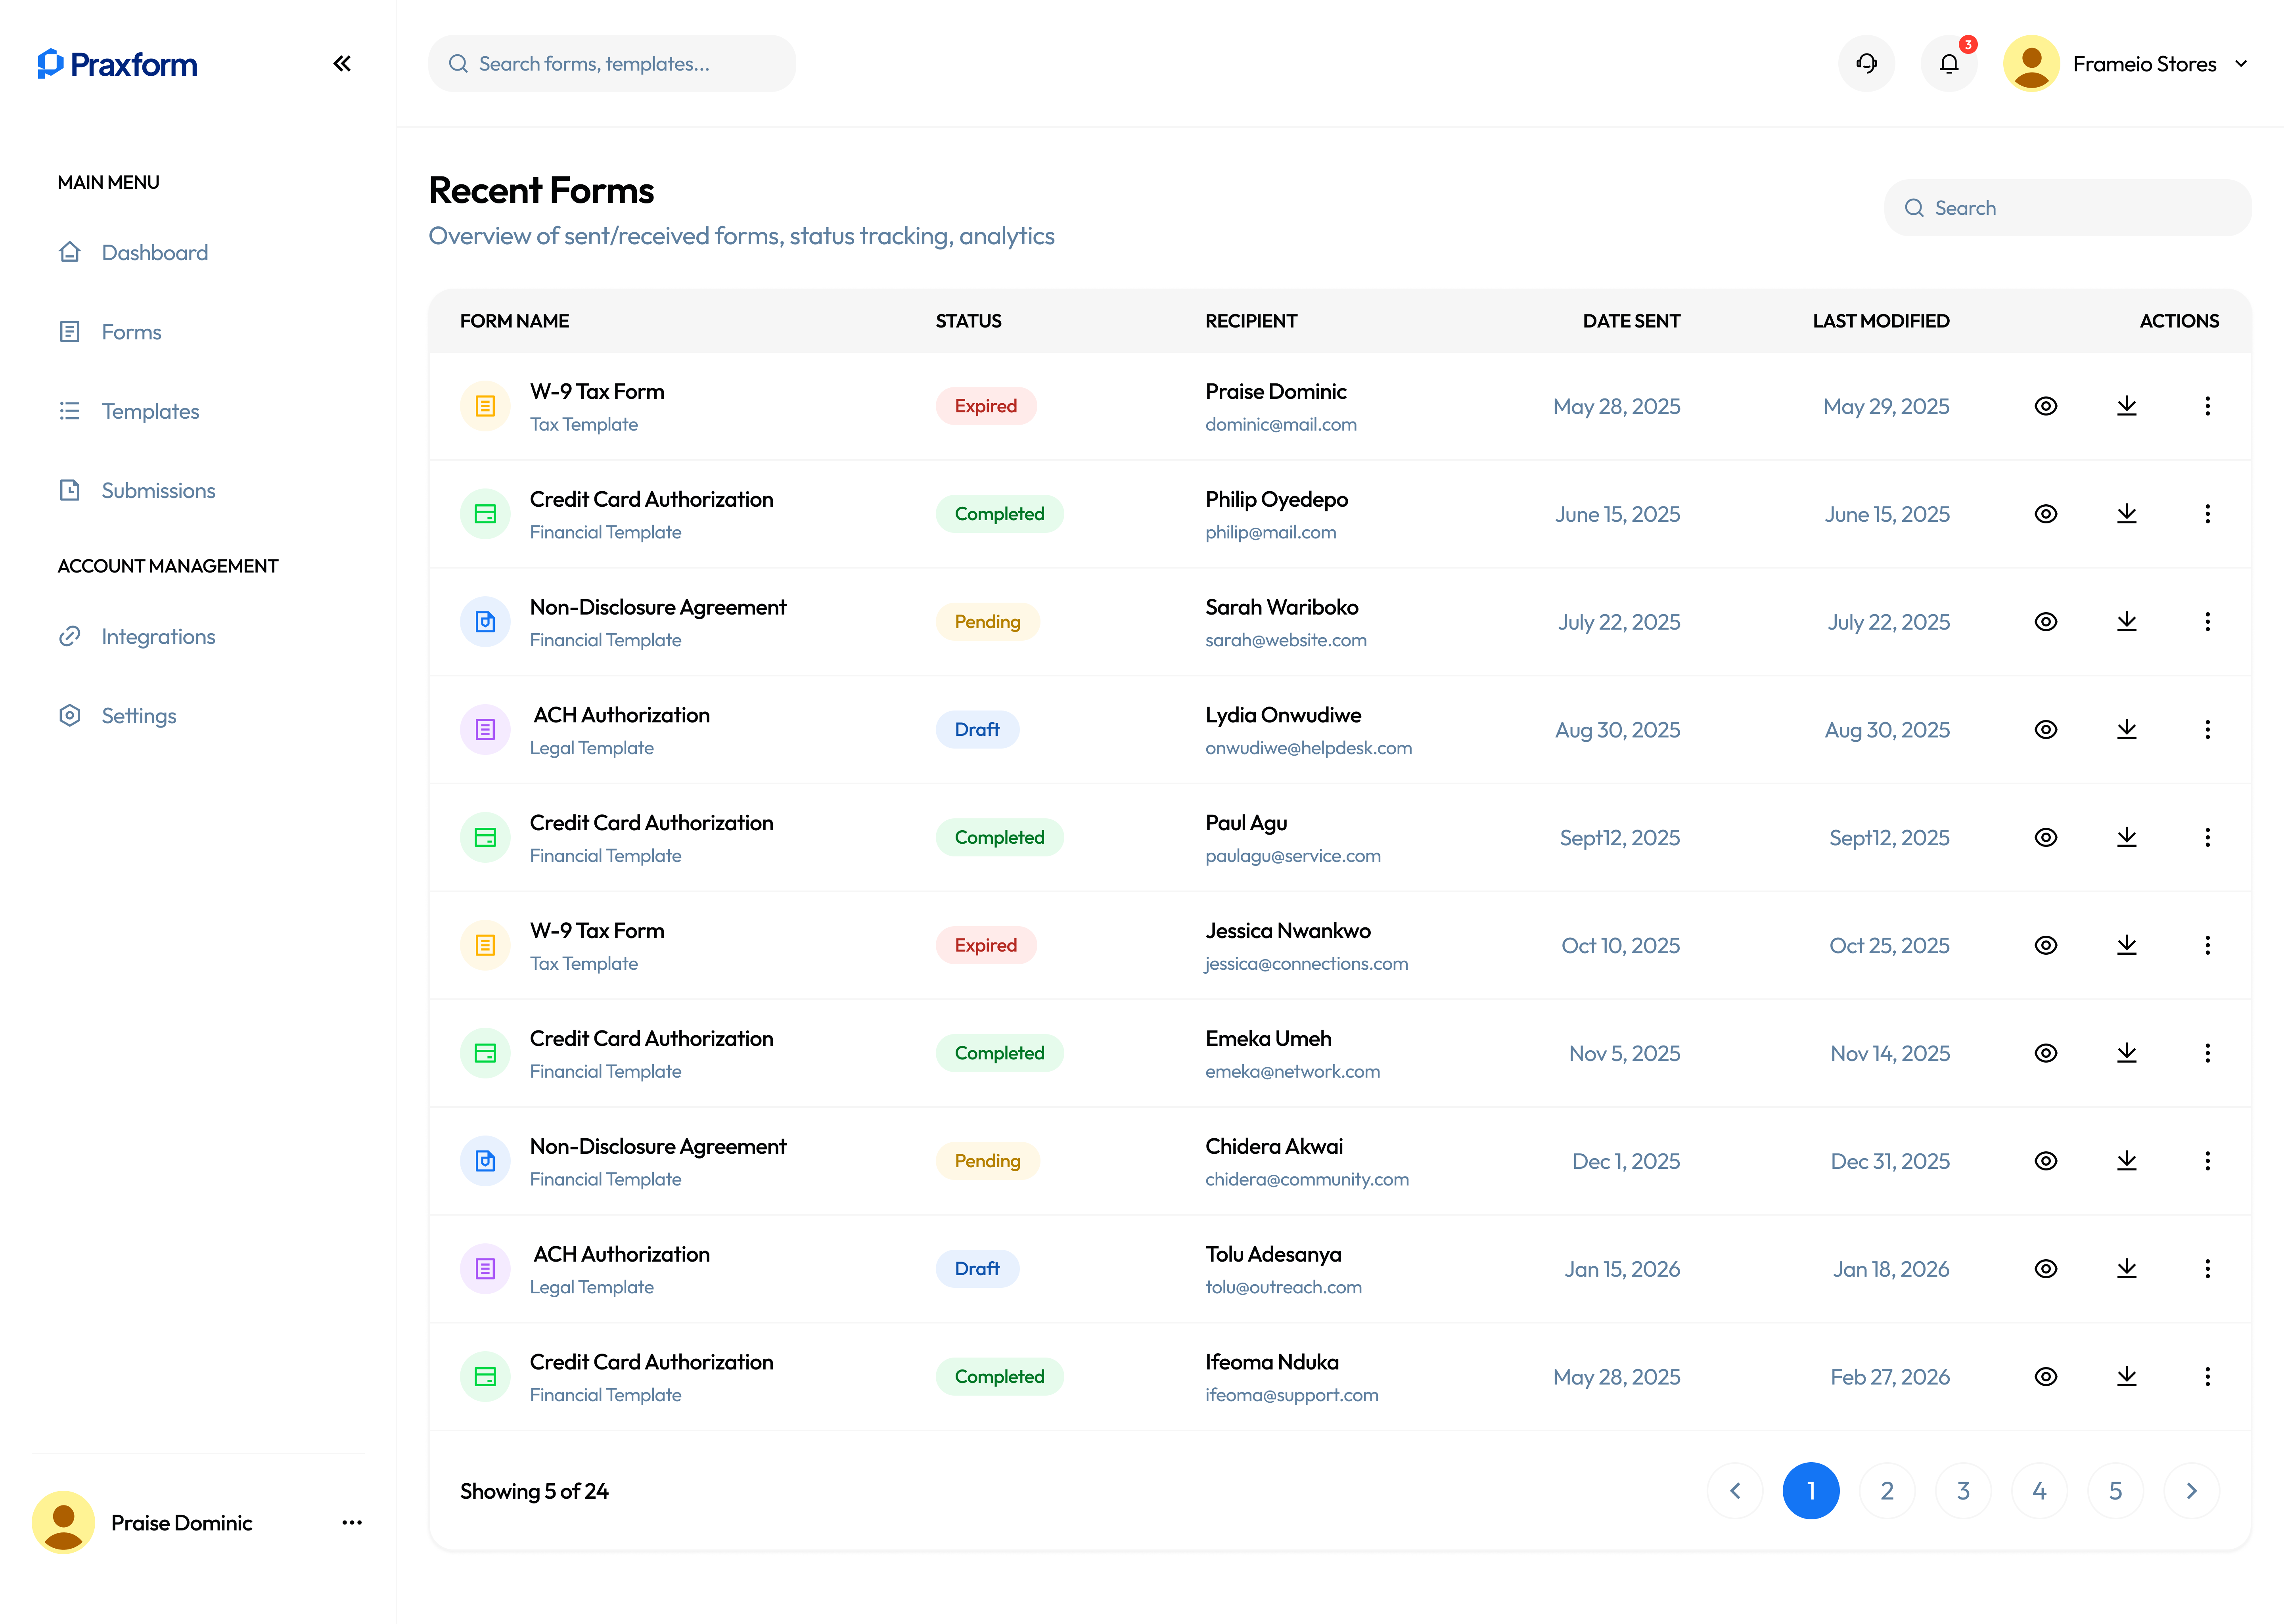 Praxform
Search forms, templates...
3
Frameio Stores
MAIN MENU
Dashboard
Forms
Templates
Submissions
ACCOUNT MANAGEMENT
Integrations
Settings
Praise Dominic
Recent Forms
Overview of sent/received forms, status tracking, analytics
Search
FORM NAME STATUS RECIPIENT DATE SENT LAST MODIFIED ACTIONS
W-9 Tax Form
Tax Template
Expired
Praise Dominic
dominic@mail.com
May 28, 2025
May 29, 2025
Credit Card Authorization
Financial Template
Completed
Philip Oyedepo
philip@mail.com
June 15, 2025
June 15, 2025
Non-Disclosure Agreement
Financial Template
Pending
Sarah Wariboko
sarah@website.com
July 22, 2025
July 22, 2025
ACH Authorization
Legal Template
Draft
Lydia Onwudiwe
onwudiwe@helpdesk.com
Aug 30, 2025
Aug 30, 2025
Credit Card Authorization
Financial Template
Completed
Paul Agu
paulagu@service.com
Sept12, 2025
Sept12, 2025
W-9 Tax Form
Tax Template
Expired
Jessica Nwankwo
jessica@connections.com
Oct 10, 2025
Oct 25, 2025
Credit Card Authorization
Financial Template
Completed
Emeka Umeh
emeka@network.com
Nov 5, 2025
Nov 14, 2025
Non-Disclosure Agreement
Financial Template
Pending
Chidera Akwai
chidera@community.com
Dec 1, 2025
Dec 31, 2025
ACH Authorization
Legal Template
Draft
Tolu Adesanya
tolu@outreach.com
Jan 15, 2026
Jan 18, 2026
Credit Card Authorization
Financial Template
Completed
Ifeoma Nduka
ifeoma@support.com
May 28, 2025
Feb 27, 2026
Showing 5 of 24
1 2 3 4 5